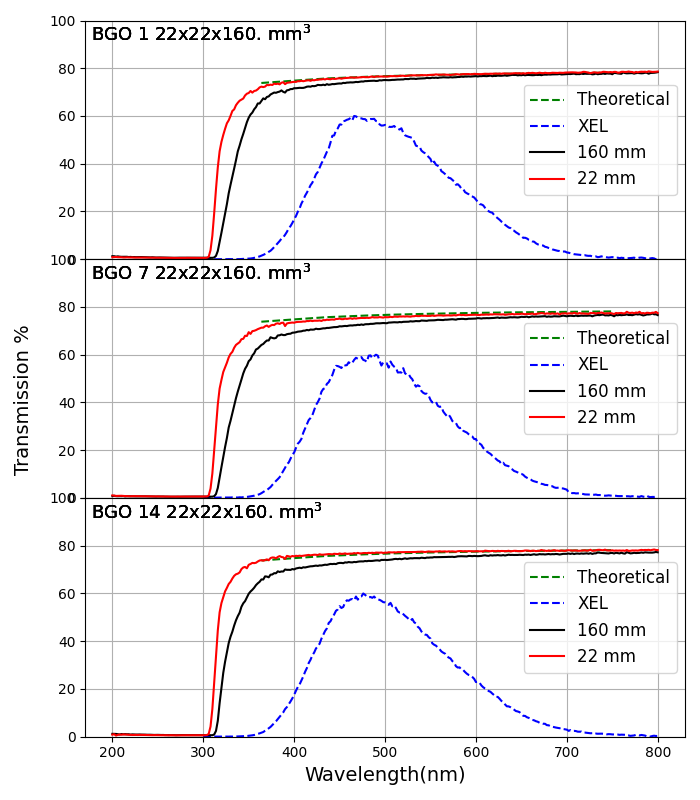 100
BGO 1 22x22x160. mm³
80
60
40
20
0
Theoretical
XEL
160 mm
22 mm
100
BGO 7 22x22x160. mm³
80
60
40
20
0
Theoretical
XEL
160 mm
22 mm
100
BGO 14 22x22x160. mm³
80
60
40
20
0
Theoretical
XEL
160 mm
22 mm
Transmission %
200 300 400 500 600 700 800
Wavelength(nm)